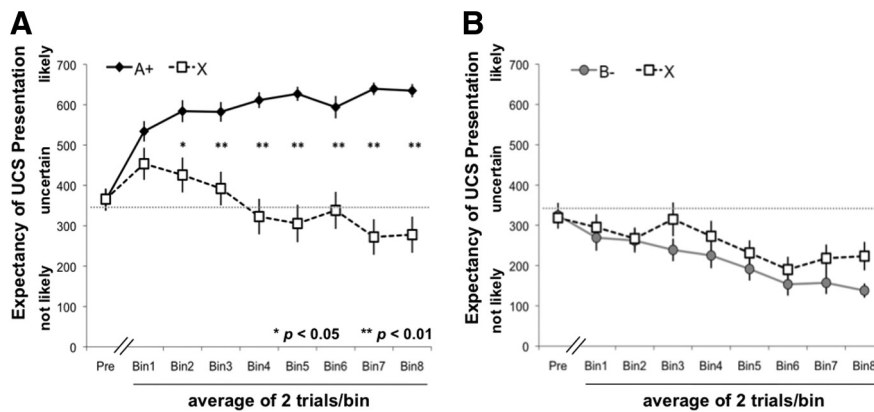 A
B
A+
X
B-
X
Expectancy of UCS Presentation
not likely
uncertain
likely
700
600
500
400
300
200
100
0
*
**
**
**
**
**
**
* p < 0.05
** p < 0.01
Pre
Bin1
Bin2
Bin3
Bin4
Bin5
Bin6
Bin7
Bin8
average of 2 trials/bin
Expectancy of UCS Presentation
not likely
uncertain
likely
700
600
500
400
300
200
100
0
Pre
Bin1
Bin2
Bin3
Bin4
Bin5
Bin6
Bin7
Bin8
average of 2 trials/bin